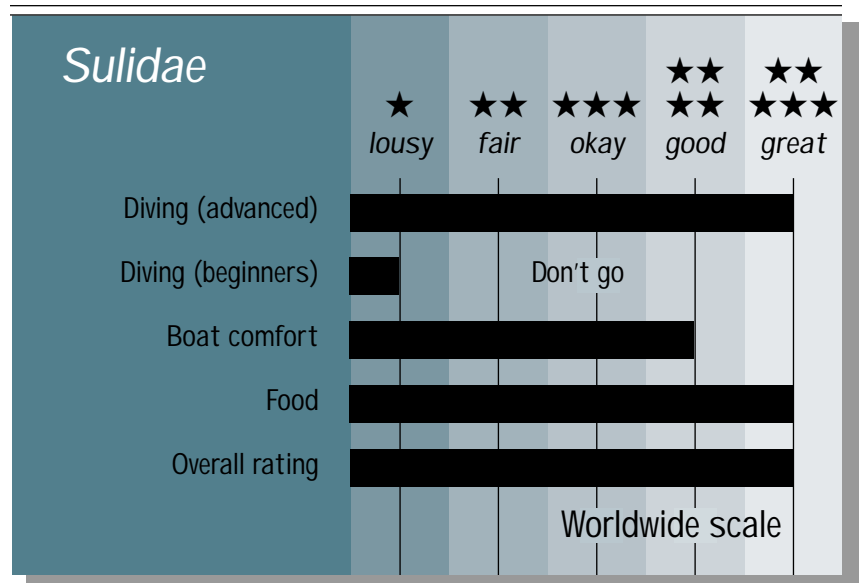 Sulidae
★ ★★ ★★★ ★★★★ ★★★★★
lousy fair okay good great
Diving (advanced)
Diving (beginners) Don't go
Boat comfort
Food
Overall rating
Worldwide scale